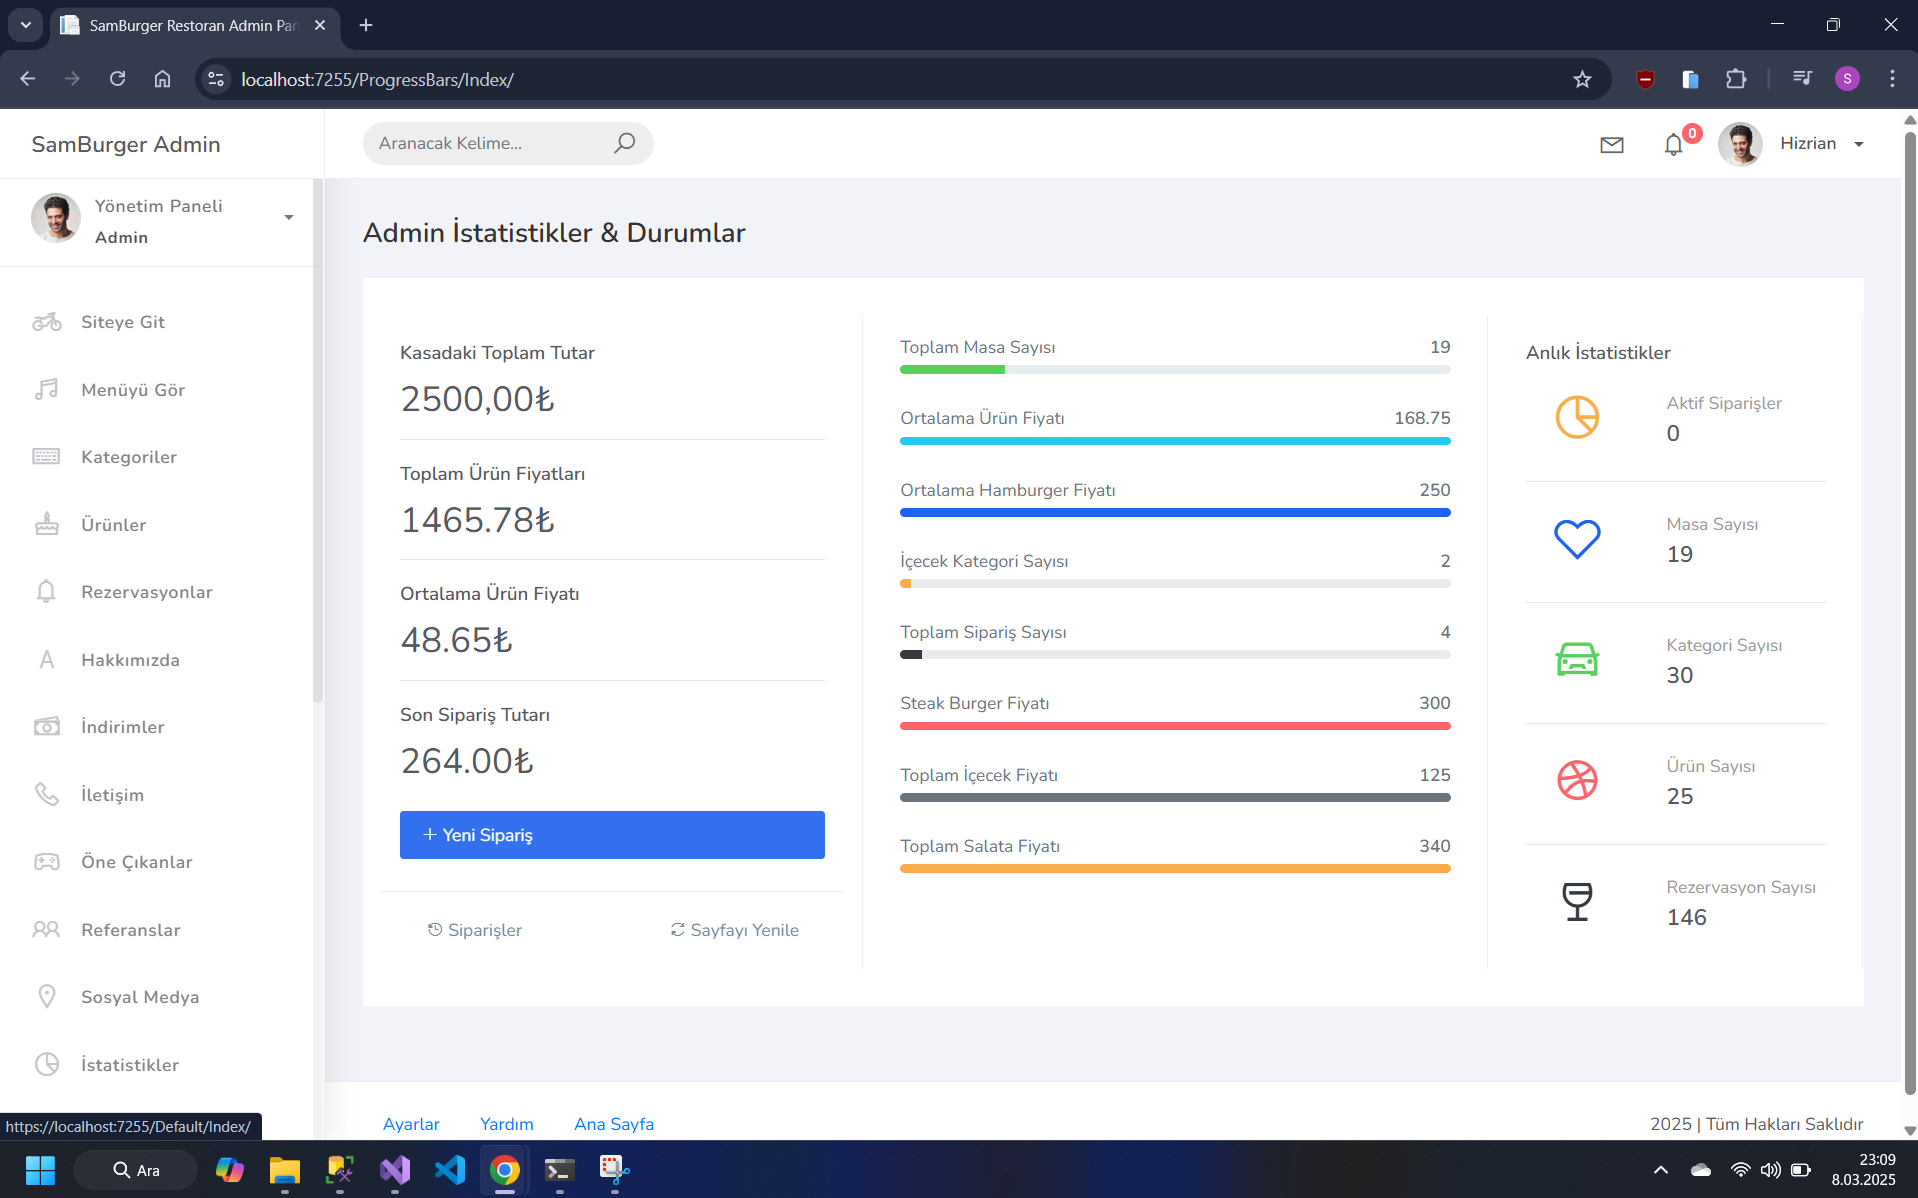 SamBurger Restoran Admin Pan
localhost:7255/ProgressBars/Index/
S
SamBurger Admin
Aranacak Kelime...
0
Hizrian
Yönetim Paneli
Admin
Siteye Git
Menüyü Gör
Kategoriler
Ürünler
Rezervasyonlar
Hakkımızda
İndirimler
İletişim
Öne Çıkanlar
Referanslar
Sosyal Medya
İstatistikler
Admin İstatistikler & Durumlar
Kasadaki Toplam Tutar
2500,00₺
Toplam Ürün Fiyatları
1465.78₺
Ortalama Ürün Fiyatı
48.65₺
Son Sipariş Tutarı
264.00₺
+ Yeni Sipariş
Siparişler
Sayfayı Yenile
Toplam Masa Sayısı 19
Ortalama Ürün Fiyatı 168.75
Ortalama Hamburger Fiyatı 250
İçecek Kategori Sayısı 2
Toplam Sipariş Sayısı 4
Steak Burger Fiyatı 300
Toplam İçecek Fiyatı 125
Toplam Salata Fiyatı 340
Anlık İstatistikler
Aktif Siparişler
0
Masa Sayısı
19
Kategori Sayısı
30
Ürün Sayısı
25
Rezervasyon Sayısı
146
Ayarlar Yardım Ana Sayfa
2025 | Tüm Hakları Saklıdır
https://localhost:7255/Default/Index/
Ara
23:09
8.03.2025